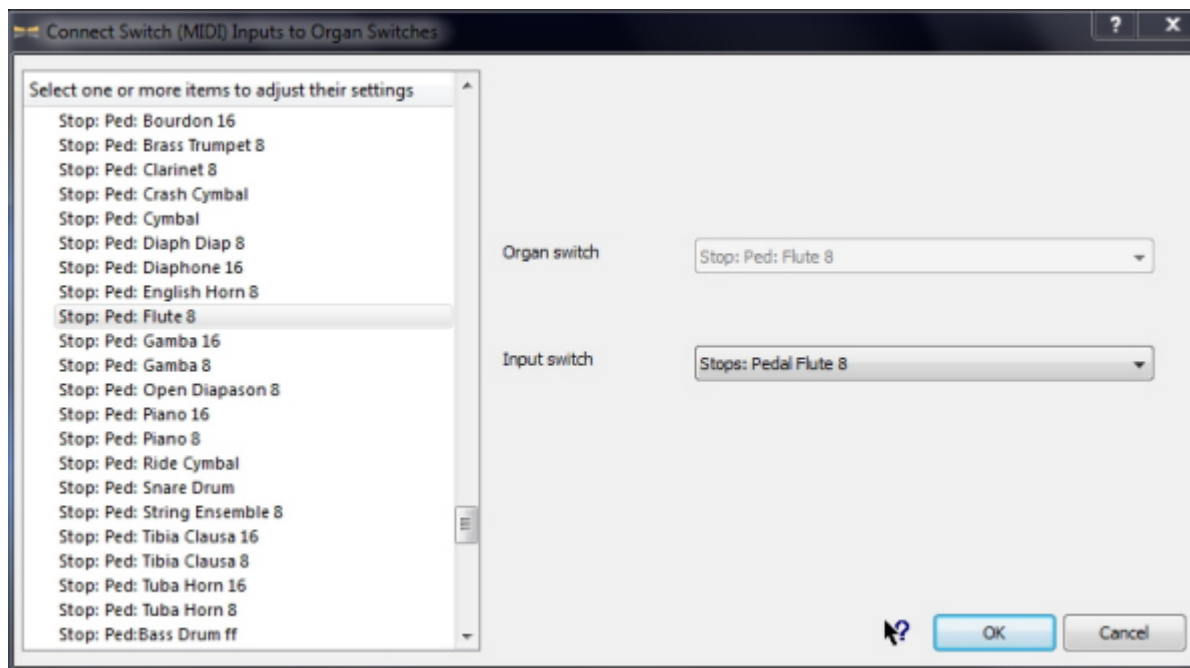 Connect Switch (MIDI) Inputs to Organ Switches
? X
Select one or more items to adjust their settings
Stop: Ped: Bourdon 16
Stop: Ped: Brass Trumpet 8
Stop: Ped: Clarinet 8
Stop: Ped: Crash Cymbal
Stop: Ped: Cymbal
Stop: Ped: Diaph Diap 8
Stop: Ped: Diaphone 16
Stop: Ped: English Horn 8
Stop: Ped: Flute 8
Stop: Ped: Gamba 16
Stop: Ped: Gamba 8
Stop: Ped: Open Diapason 8
Stop: Ped: Piano 16
Stop: Ped: Piano 8
Stop: Ped: Ride Cymbal
Stop: Ped: Snare Drum
Stop: Ped: String Ensemble 8
Stop: Ped: Tibia Clausa 16
Stop: Ped: Tibia Clausa 8
Stop: Ped: Tuba Horn 16
Stop: Ped: Tuba Horn 8
Stop: Ped:Bass Drum ff
Organ switch
Stop: Ped: Flute 8
Input switch
Stops: Pedal Flute 8
?
OK
Cancel